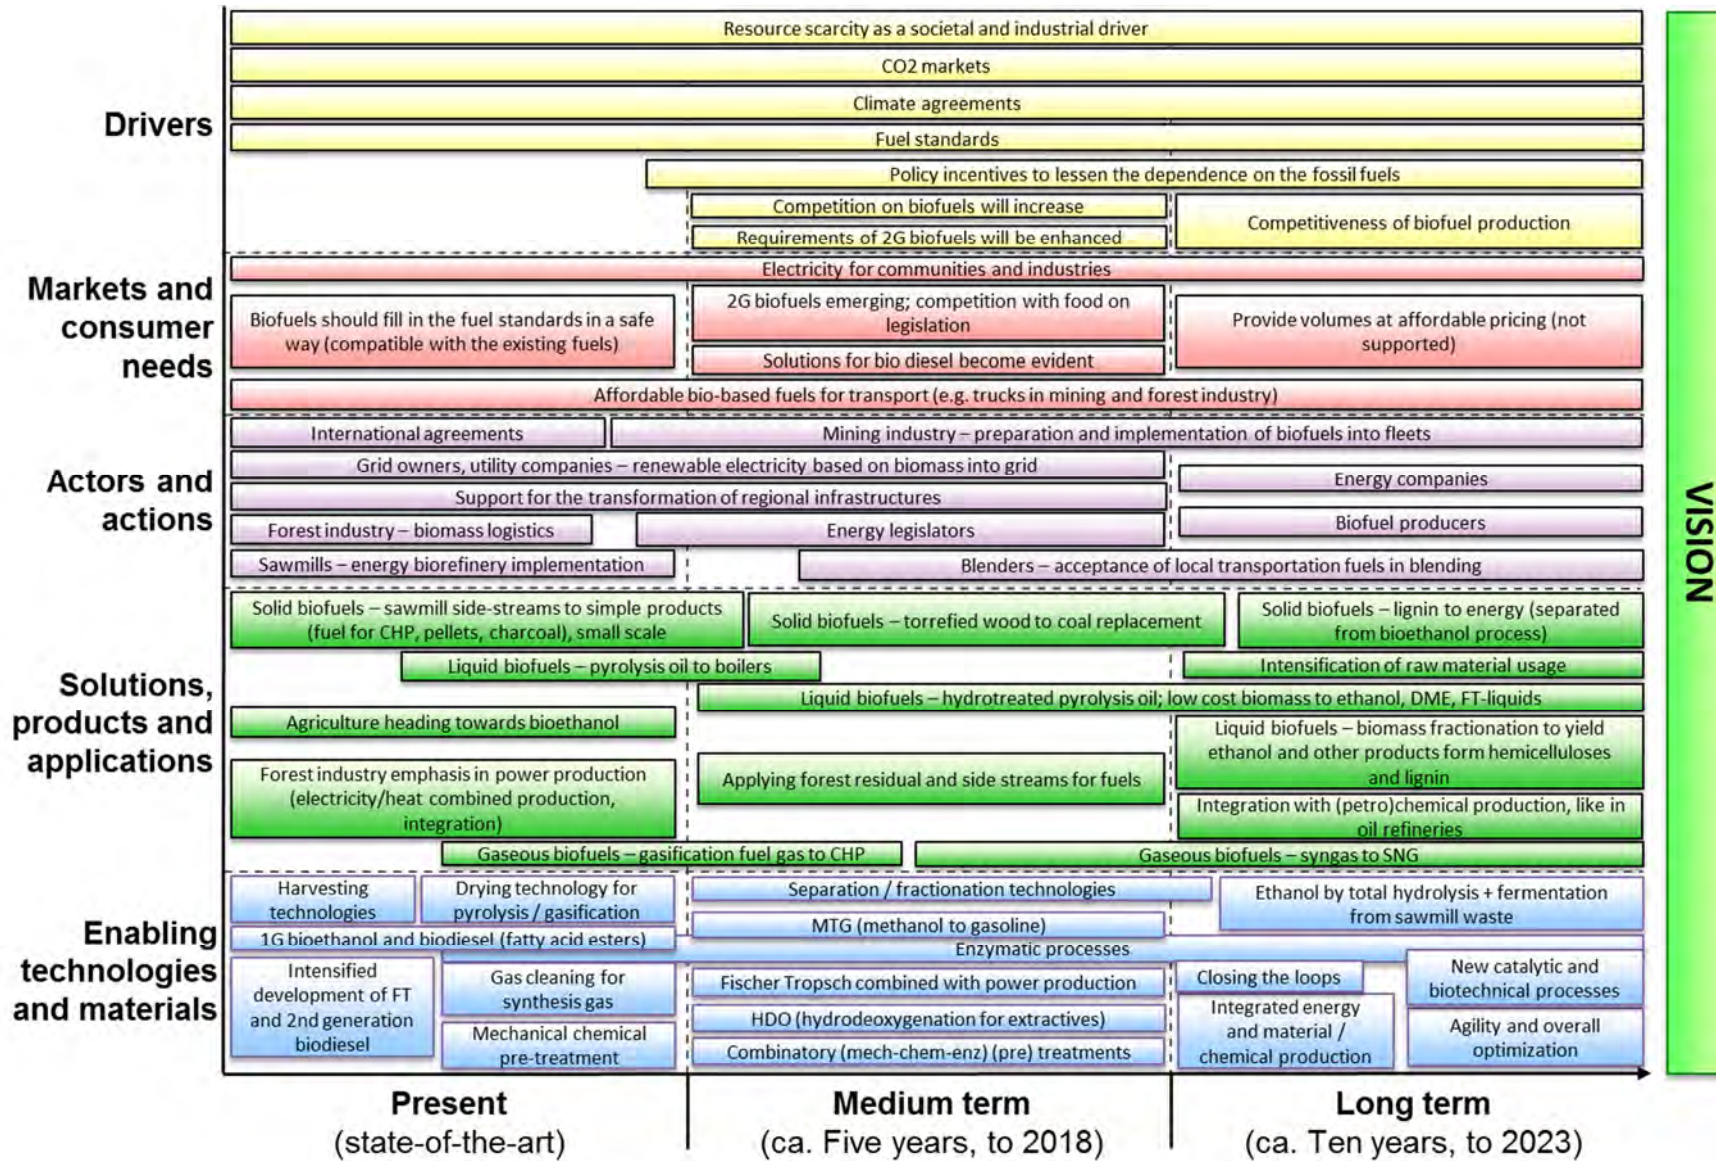 Resource scarcity as a societal and industrial driver
CO2 markets
Climate agreements
Drivers
Fuel standards
Policy incentives to lessen the dependence on the fossil fuels
Competition on biofuels will increase
Competitiveness of biofuel production
Requirements of 2G biofuels will be enhanced
Markets and
consumer
needs
Electricity for communities and industries
Biofuels should fill in the fuel standards in a safe
way (compatible with the existing fuels)
2G biofuels emerging; competition with food on
legislation
Solutions for bio diesel become evident
Provide volumes at affordable pricing (not
supported)
Affordable bio-based fuels for transport (e.g. trucks in mining and forest industry)
Actors and
actions
International agreements
Mining industry – preparation and implementation of biofuels into fleets
Grid owners, utility companies – renewable electricity based on biomass into grid
Energy companies
Support for the transformation of regional infrastructures
Forest industry – biomass logistics
Energy legislators
Biofuel producers
Sawmills – energy biorefinery implementation
Blenders – acceptance of local transportation fuels in blending
Solutions,
products and
applications
Solid biofuels – sawmill side-streams to simple products
(fuel for CHP, pellets, charcoal), small scale
Solid biofuels – torrefied wood to coal replacement
Solid biofuels – lignin to energy (separated
from bioethanol process)
Liquid biofuels – pyrolysis oil to boilers
Intensification of raw material usage
Liquid biofuels – hydrotreated pyrolysis oil; low cost biomass to ethanol, DME, FT-liquids
Agriculture heading towards bioethanol
Liquid biofuels – biomass fractionation to yield
ethanol and other products form hemicelluloses
and lignin
Forest industry emphasis in power production
(electricity/heat combined production,
integration)
Applying forest residual and side streams for fuels
Integration with (petro)chemical production, like in
oil refineries
Gaseous biofuels – gasification fuel gas to CHP
Gaseous biofuels – syngas to SNG
Enabling
technologies
and materials
Harvesting
technologies
Drying technology for
pyrolysis / gasification
Separation / fractionation technologies
Ethanol by total hydrolysis + fermentation
from sawmill waste
MTG (methanol to gasoline)
1G bioethanol and biodiesel (fatty acid esters)
Enzymatic processes
Intensified
development of FT
and 2nd generation
biodiesel
Gas cleaning for
synthesis gas
Mechanical chemical
pre-treatment
Fischer Tropsch combined with power production
HDO (hydrodeoxygenation for extractives)
Combinatory (mech-chem-enz) (pre) treatments
Closing the loops
Integrated energy
and material /
chemical production
New catalytic and
biotechnical processes
Agility and overall
optimization
Present
(state-of-the-art)
Medium term
(ca. Five years, to 2018)
Long term
(ca. Ten years, to 2023)
VISION